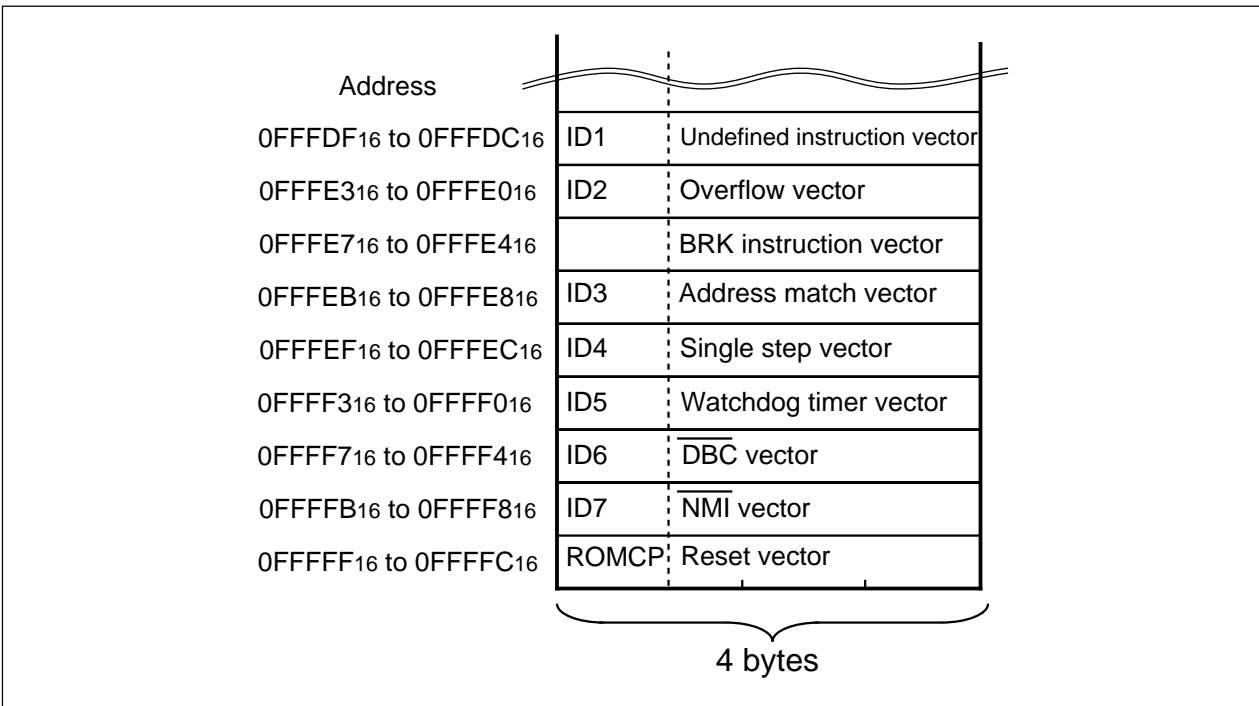 Address
0FFFDF16 to 0FFFDC16 ID1 Undefined instruction vector
0FFFE316 to 0FFFE016 ID2 Overflow vector
0FFFE716 to 0FFFE416 BRK instruction vector
0FFFEB16 to 0FFFE816 ID3 Address match vector
0FFFEF16 to 0FFFEC16 ID4 Single step vector
0FFFF316 to 0FFFF016 ID5 Watchdog timer vector
0FFFF716 to 0FFFF416 ID6 DBC vector
0FFFFB16 to 0FFFF816 ID7 NMI vector
0FFFFF16 to 0FFFFC16 ROMCP Reset vector
4 bytes